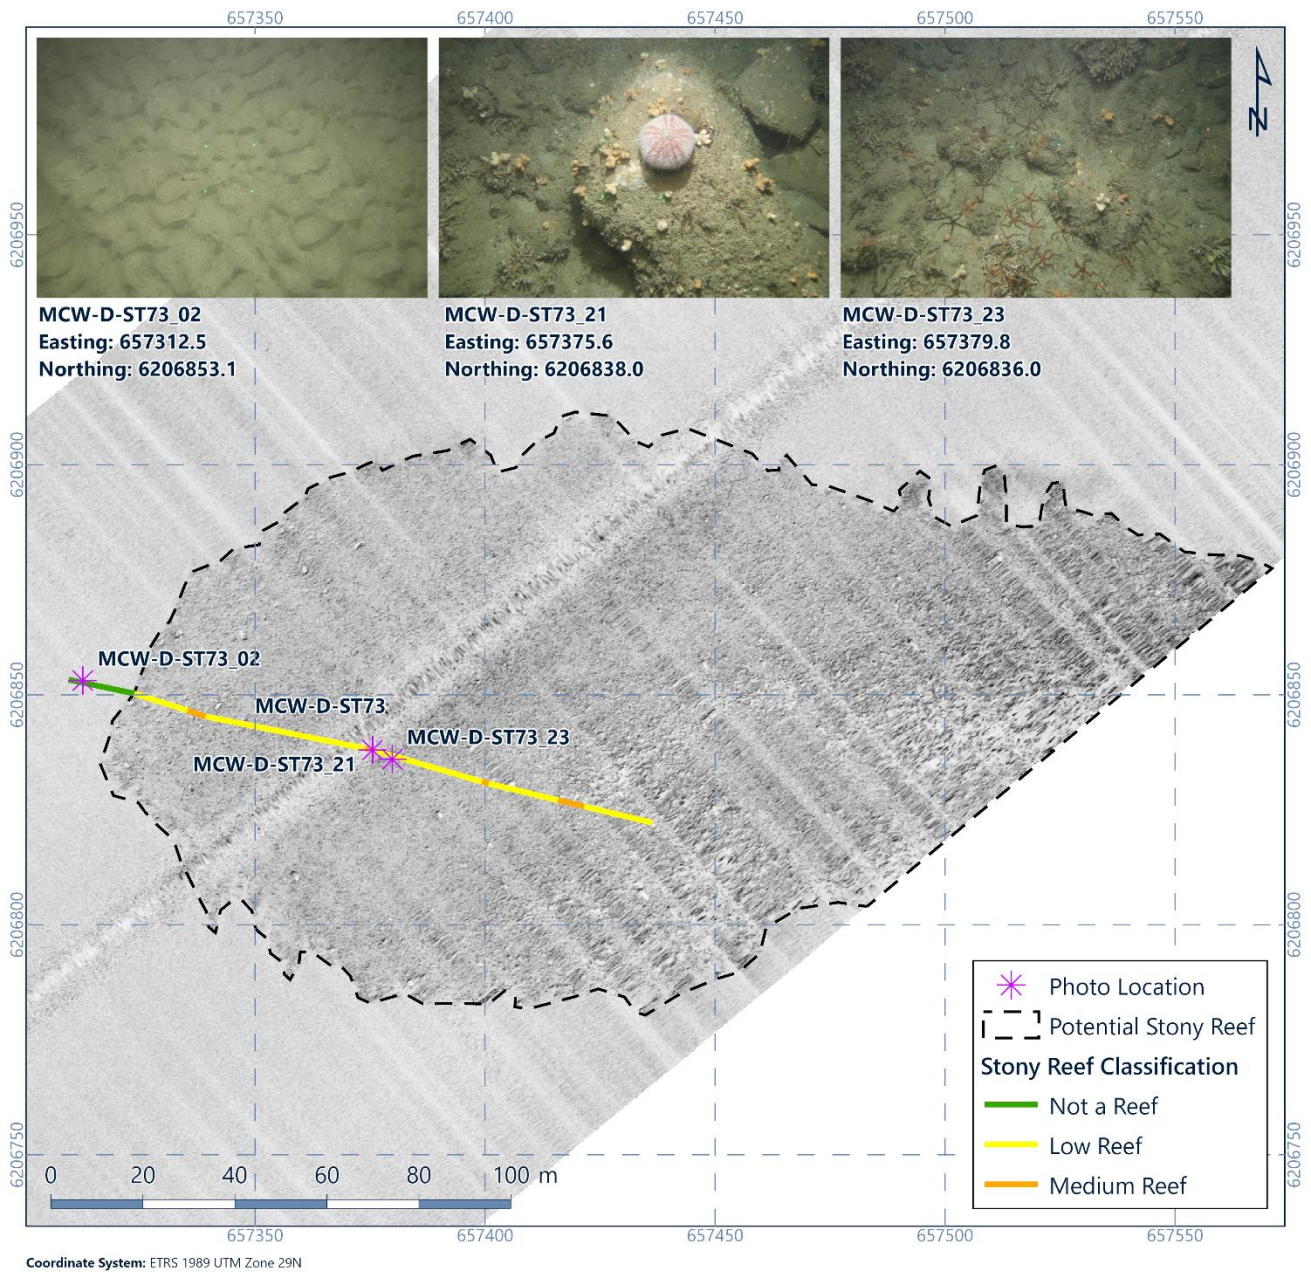 657350 657400 657450 657500 657550
N
6206950 6206950
MCW-D-ST73_02
Easting: 657312.5
Northing: 6206853.1
MCW-D-ST73_21
Easting: 657375.6
Northing: 6206838.0
MCW-D-ST73_23
Easting: 657379.8
Northing: 6206836.0
6206900 6206900
MCW-D-ST73_02
6206850 6206850
MCW-D-ST73
MCW-D-ST73_23
MCW-D-ST73_21
6206800 6206800
Photo Location
Potential Stony Reef
Stony Reef Classification
Not a Reef
Low Reef
Medium Reef
6206750 6206750
0 20 40 60 80 100 m
657350 657400 657450 657500 657550
Coordinate System: ETRS 1989 UTM Zone 29N